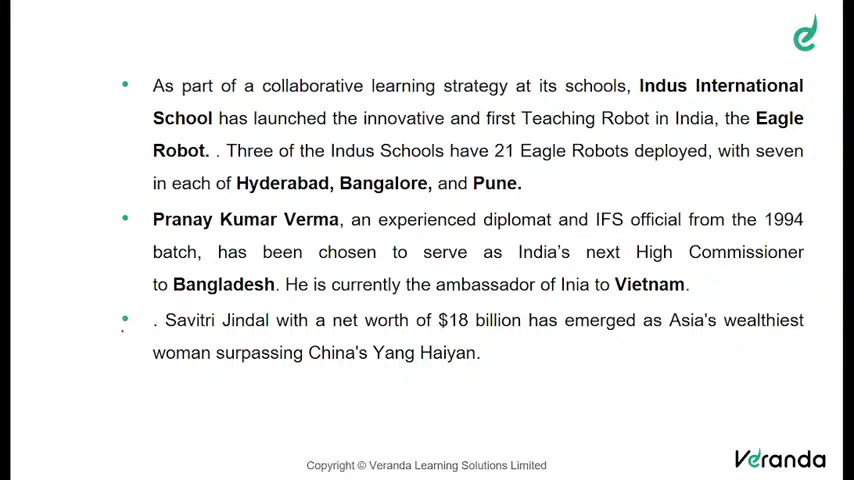 • As part of a collaborative learning strategy at its schools, Indus International
School has launched the innovative and first Teaching Robot in India, the Eagle
Robot. . Three of the Indus Schools have 21 Eagle Robots deployed, with seven
in each of Hyderabad, Bangalore, and Pune.
• Pranay Kumar Verma, an experienced diplomat and IFS official from the 1994
batch, has been chosen to serve as India’s next High Commissioner
to Bangladesh. He is currently the ambassador of Inia to Vietnam.
• . Savitri Jindal with a net worth of $18 billion has emerged as Asia's wealthiest
woman surpassing China's Yang Haiyan.
Copyright © Veranda Learning Solutions Limited
Veranda